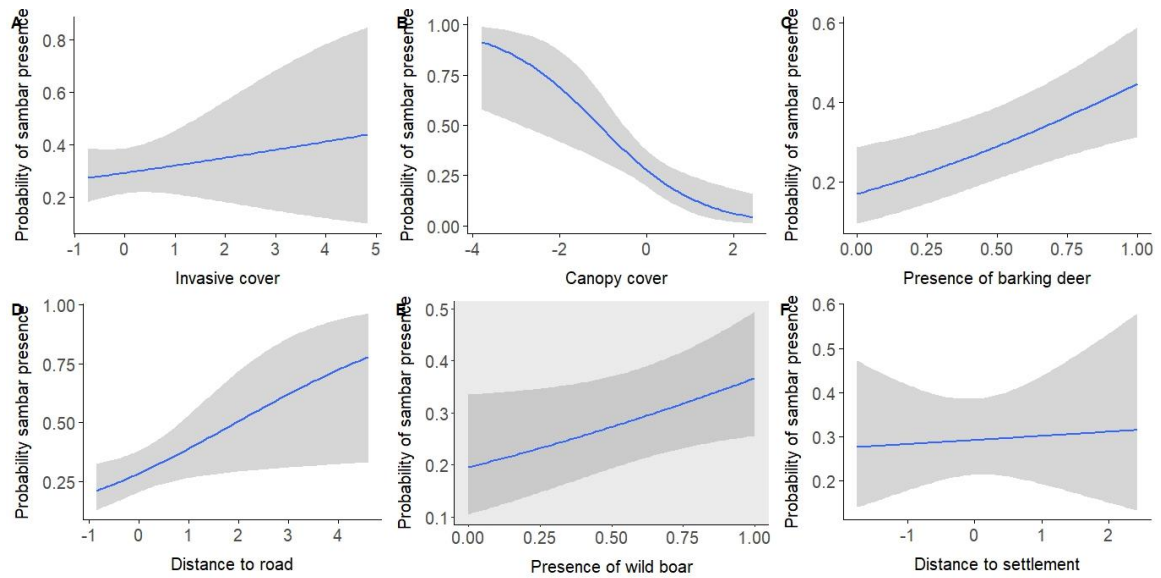 A
Probability of sambar presence
0.8
0.6
0.4
0.2
-1 0 1 2 3 4 5
Invasive cover
B
Probability of sambar presence
1.00
0.75
0.50
0.25
0.00
-4 -2 0 2
Canopy cover
C
Probability of sambar presence
0.6
0.4
0.2
0.00 0.25 0.50 0.75 1.00
Presence of barking deer
D
Probability sambar presence
1.00
0.75
0.50
0.25
-1 0 1 2 3 4
Distance to road
E
Probability of sambar presence
0.5
0.4
0.3
0.2
0.1
0.00 0.25 0.50 0.75 1.00
Presence of wild boar
F
Probability of sambar presence
0.6
0.5
0.4
0.3
0.2
-1 0 1 2
Distance to settlement